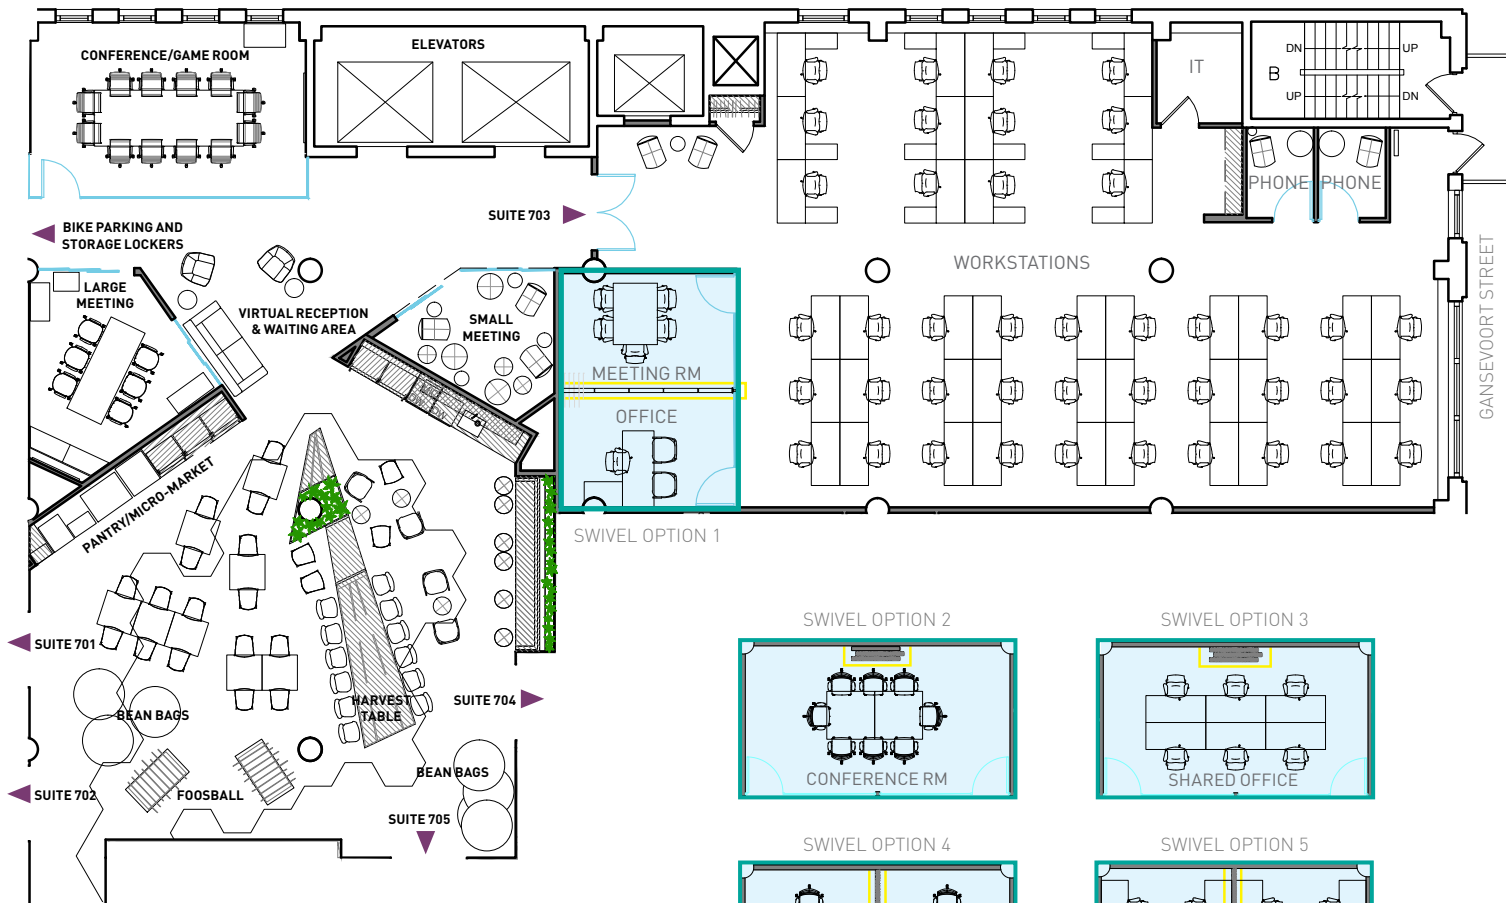 CONFERENCE/GAME ROOM
ELEVATORS
IT
DN
UP
B
UP
DN
PHONE
PHONE
SUITE 703
BIKE PARKING AND
STORAGE LOCKERS
WORKSTATIONS
GANSEVOORT STREET
LARGE
MEETING
VIRTUAL RECEPTION
& WAITING AREA
SMALL
MEETING
MEETING RM
OFFICE
PANTRY/MICRO-MARKET
SWIVEL OPTION 1
SUITE 701
SWIVEL OPTION 2
SWIVEL OPTION 3
HARVEST
TABLE
SUITE 704
BEAN BAGS
BEAN BAGS
CONFERENCE RM
SHARED OFFICE
SUITE 702
FOOSBALL
SUITE 705
SWIVEL OPTION 4
SWIVEL OPTION 5